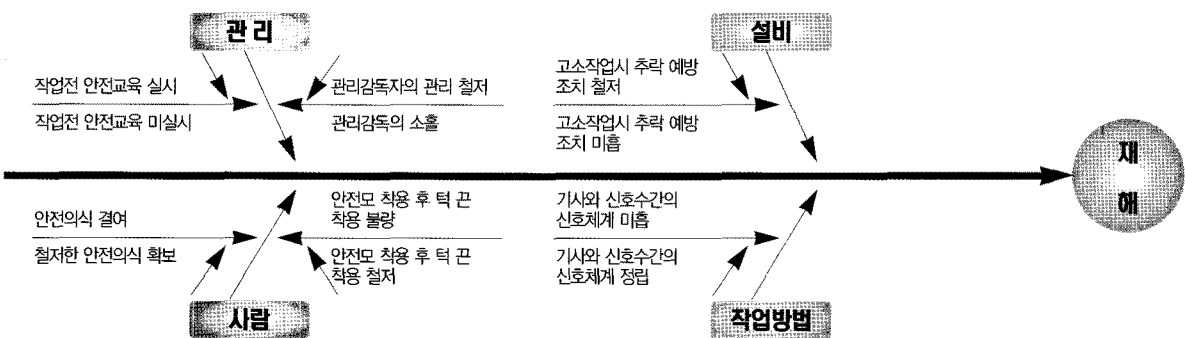 관 리
설비
작업전 안전교육 실시
작업전 안전교육 미실시
관리감독자의 관리 철저
관리감독의 소홀
고소작업시 추락 예방
조치 철저
고소작업시 추락 예방
조치 미흡
재
해
안전의식 결여
철저한 안전의식 확보
안전모 착용 후 턱 끈
착용 불량
안전모 착용 후 턱 끈
착용 철저
기사와 신호수간의
신호체계 미흡
기사와 신호수간의
신호체계 정립
사람
작업방법